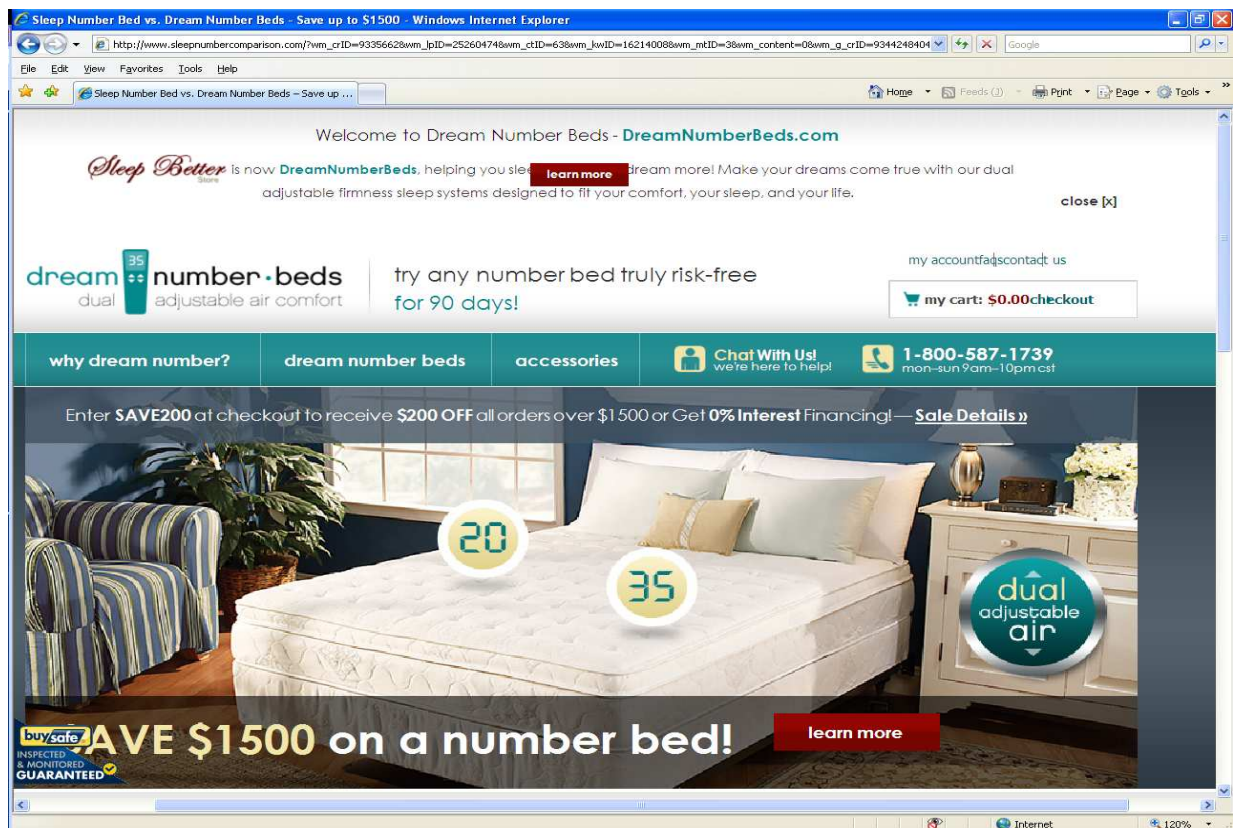 Sleep Number Bed vs. Dream Number Beds - Save up to $1500 - Windows Internet Explorer
http://www.sleepnumbercomparison.com/?wm_crID=9335662&wm_lpID=25260474&wm_ctID=63&wm_kwID=16214008&wm_mtID=3&wm_content=0&wm_g_crID=9344248404
Google
File Edit View Favorites Tools Help
Sleep Number Bed vs. Dream Number Beds – Save up ...
Home Feeds (J) Print Page Tools
Welcome to Dream Number Beds - DreamNumberBeds.com
Sleep Better Store is now DreamNumberBeds, helping you slee learn more dream more! Make your dreams come true with our dual
adjustable firmness sleep systems designed to fit your comfort, your sleep, and your life.
close [x]
my account faqs contact us
35
dream number·beds
dual adjustable air comfort
try any number bed truly risk-free
for 90 days!
my cart: $0.00 checkout
why dream number? dream number beds accessories
Chat With Us!
we're here to help!
1-800-587-1739
mon–sun 9am–10pm cst
Enter SAVE200 at checkout to receive $200 OFF all orders over $1500 or Get 0% Interest Financing! — Sale Details »
20
35
dual
adjustable
air
AVE $1500 on a number bed!
learn more
buySafe
INSPECTED
& MONITORED
GUARANTEED
Internet
120%